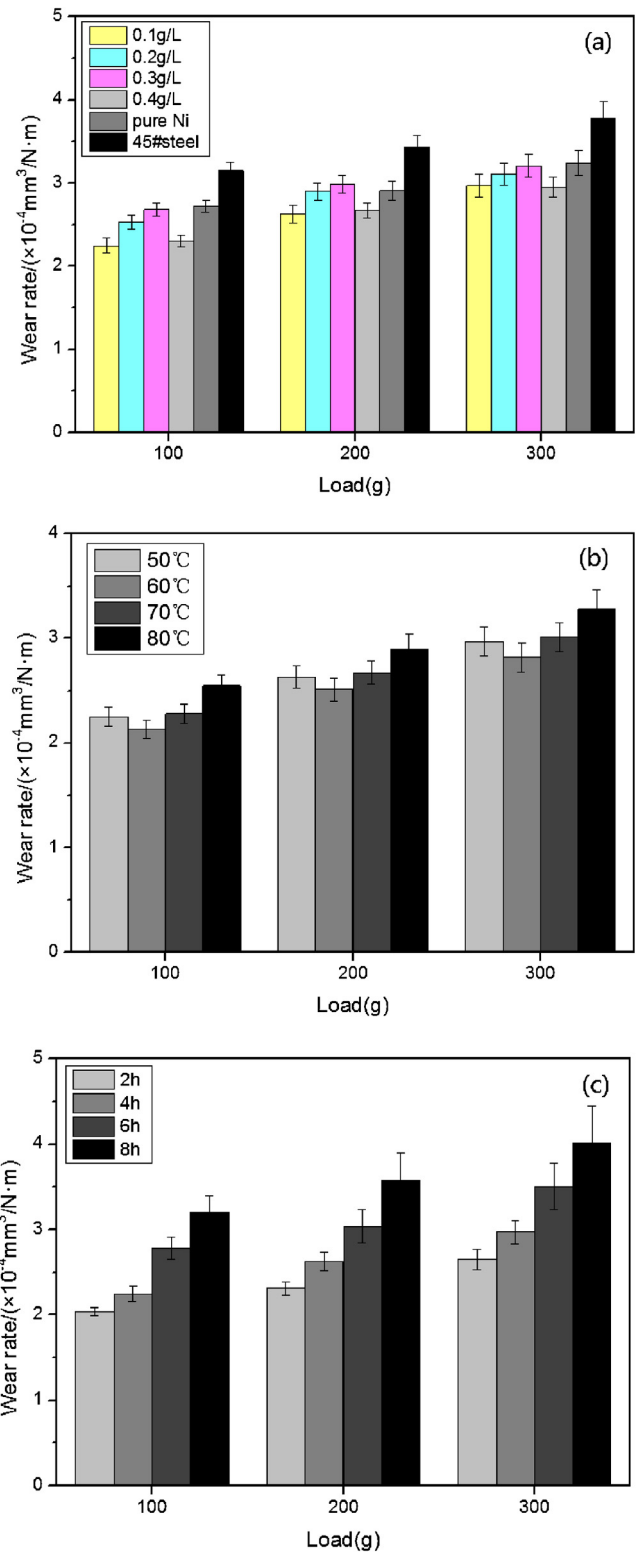 (a)
0.1g/L
0.2g/L
0.3g/L
0.4g/L
pure Ni
45#steel
5
4
3
2
1
0
Wear rate/(×10⁻⁴mm³/N·m)
100 200 300
Load(g)
(b)
50℃
60℃
70℃
80℃
4
3
2
1
0
Wear rate/(×10⁻⁴mm³/N·m)
100 200 300
Load(g)
(c)
2h
4h
6h
8h
5
4
3
2
1
0
Wear rate/(×10⁻⁴mm³/N·m)
100 200 300
Load(g)